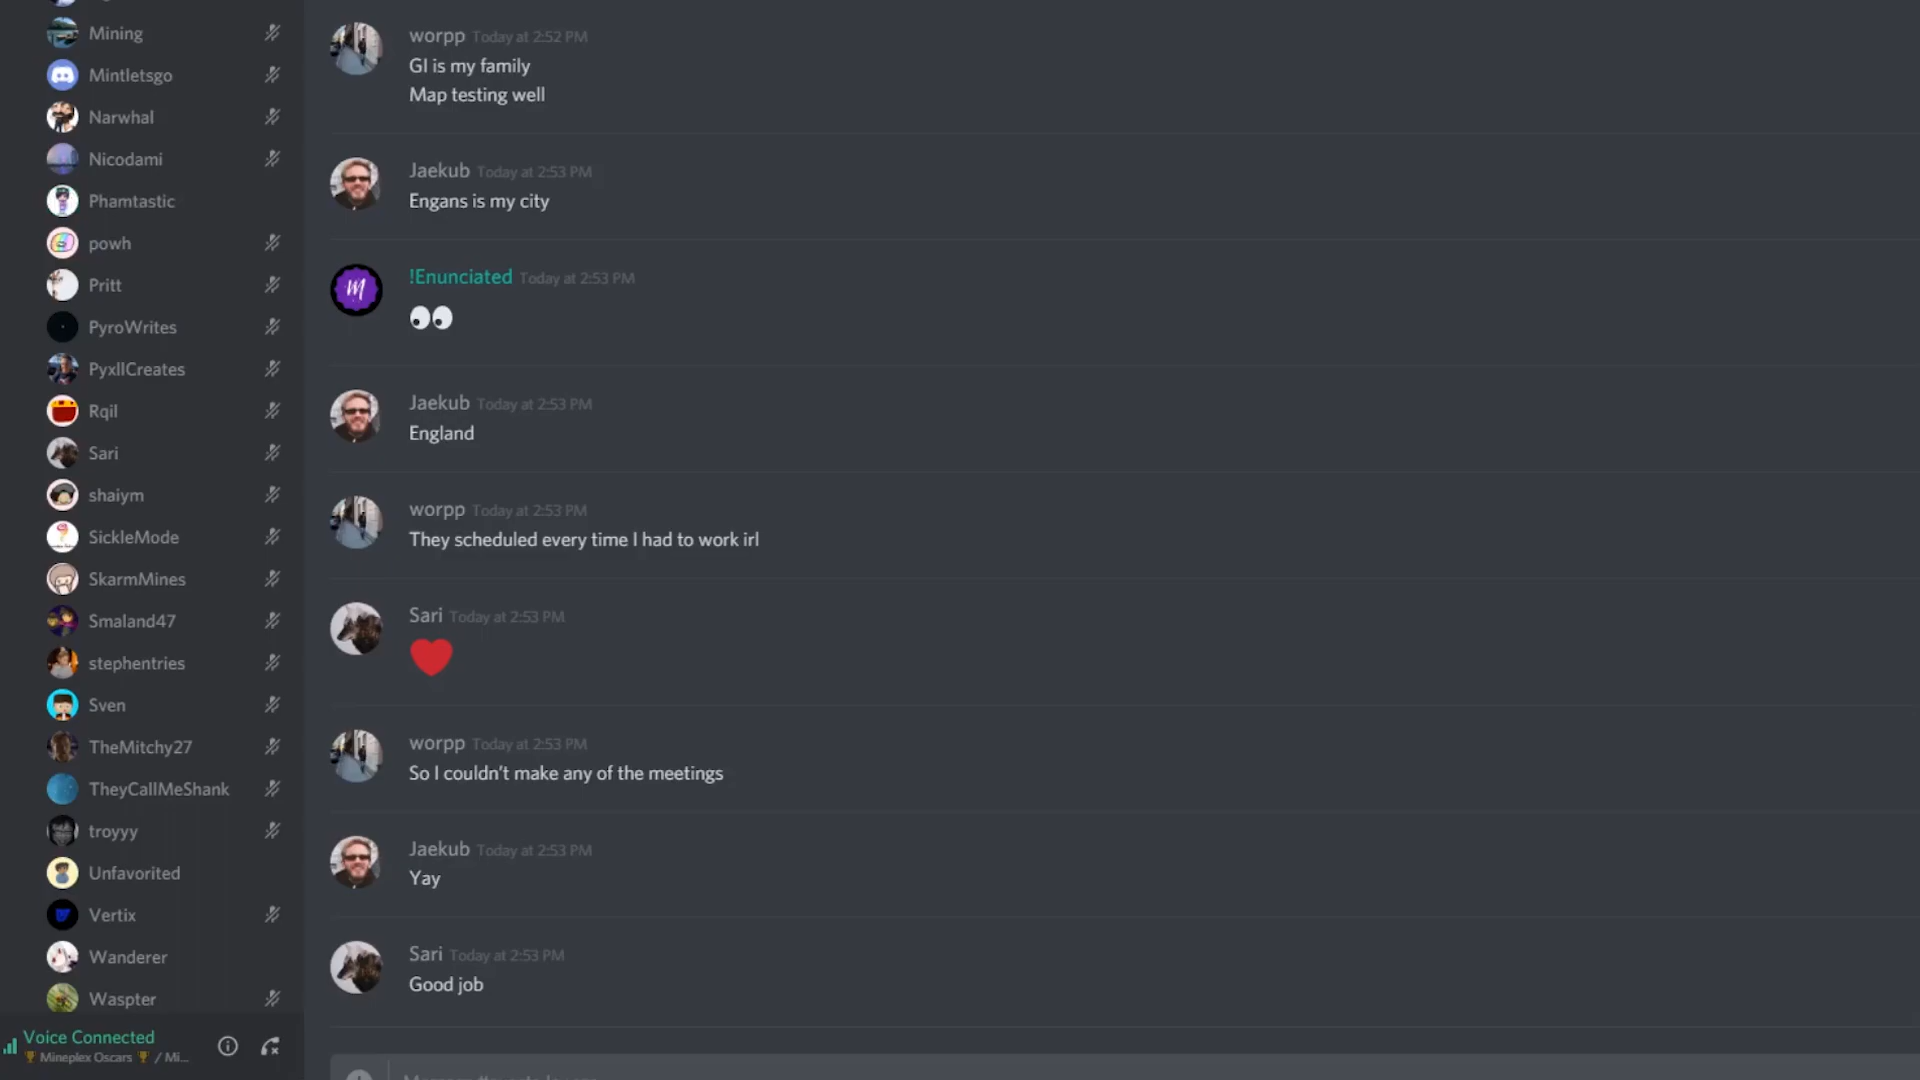 Mining
Mintletsgo
Narwhal
Nicodami
Phamtastic
powh
Pritt
PyroWrites
PyxllCreates
Rqil
Sari
shaiym
SickleMode
SkarmMines
Smaland47
stephentries
Sven
TheMitchy27
TheyCallMeShank
troyyy
Unfavorited
Vertix
Wanderer
Waspter
Voice Connected
Mineplex Oscars / Mi...
worpp Today at 2:52 PM
GI is my family
Map testing well
Jaekub Today at 2:53 PM
Engans is my city
!Enunciated Today at 2:53 PM
Jaekub Today at 2:53 PM
England
worpp Today at 2:53 PM
They scheduled every time I had to work irl
Sari Today at 2:53 PM
worpp Today at 2:53 PM
So I couldn't make any of the meetings
Jaekub Today at 2:53 PM
Yay
Sari Today at 2:53 PM
Good job